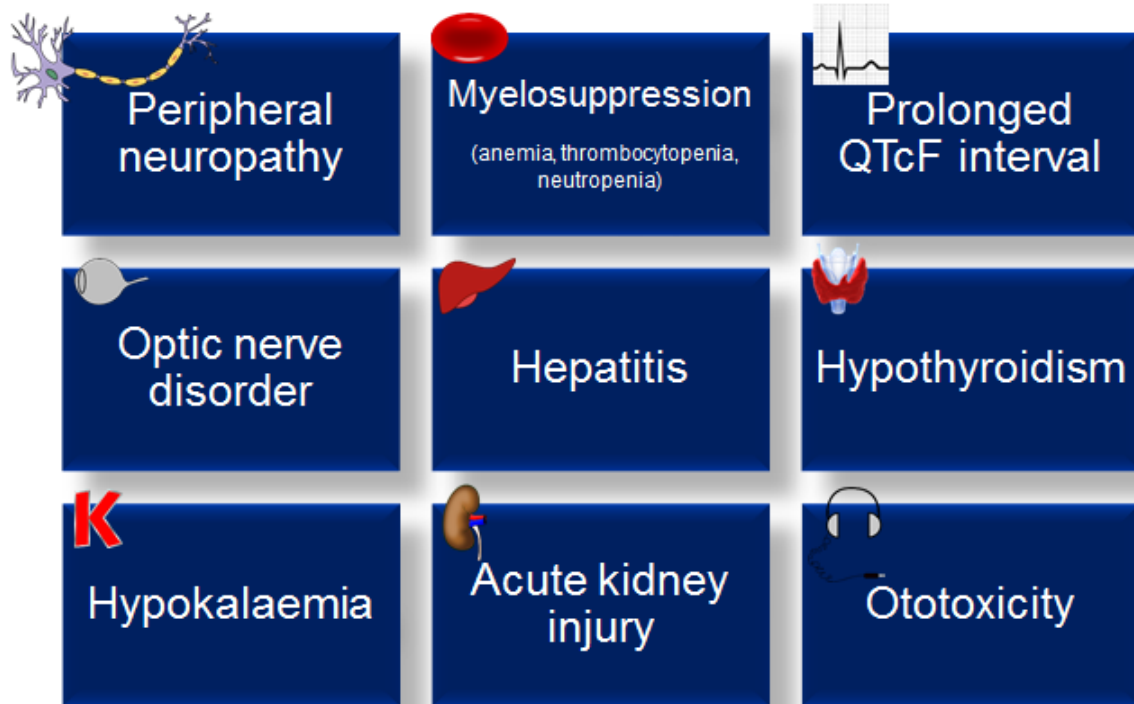 Peripheral
neuropathy
Myelosuppression
(anemia, thrombocytopenia,
neutropenia)
Prolonged
QTcF interval
Optic nerve
disorder
Hepatitis
Hypothyroidism
K
Hypokalaemia
Acute kidney
injury
Ototoxicity